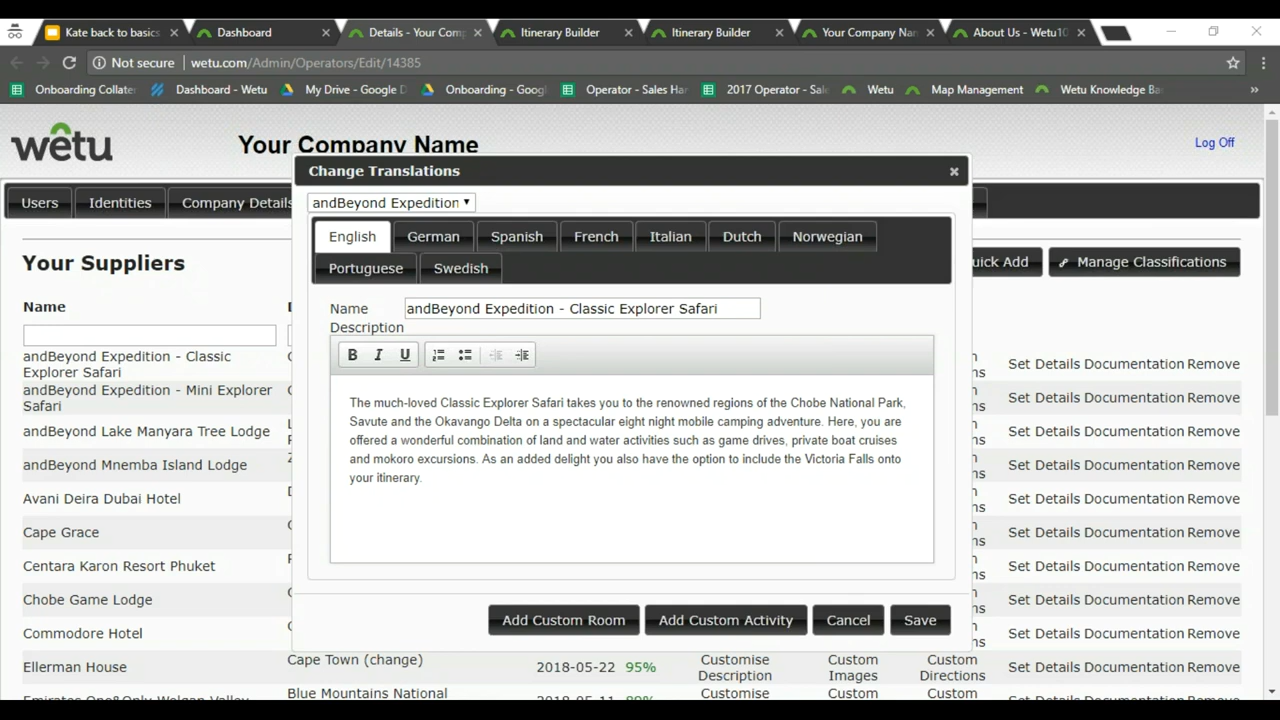 Kate back to basics
Dashboard
Details - Your Comp
Itinerary Builder
Itinerary Builder
Your Company Nam
About Us - Wetu10
Not secure | wetu.com/Admin/Operators/Edit/14385
Onboarding Collater
Dashboard - Wetu
My Drive - Google D
Onboarding - Googl
Operator - Sales Har
2017 Operator - Sale
Wetu
Map Management
Wetu Knowledge Ba
»
wetu
Your Company Name
Log Off
Change Translations
Users
Identities
Company Details
andBeyond Expedition
English
German
Spanish
French
Italian
Dutch
Norwegian
Portuguese
Swedish
Your Suppliers
uick Add
Manage Classifications
Name
Name
andBeyond Expedition - Classic Explorer Safari
Description
B I U
The much-loved Classic Explorer Safari takes you to the renowned regions of the Chobe National Park,
Savute and the Okavango Delta on a spectacular eight night mobile camping adventure. Here, you are
offered a wonderful combination of land and water activities such as game drives, private boat cruises
and mokoro excursions. As an added delight you also have the option to include the Victoria Falls onto
your itinerary.
Add Custom Room
Add Custom Activity
Cancel
Save
andBeyond Expedition - Classic
Explorer Safari
Set Details Documentation Remove
andBeyond Expedition - Mini Explorer
Safari
Set Details Documentation Remove
andBeyond Lake Manyara Tree Lodge
Set Details Documentation Remove
andBeyond Mnemba Island Lodge
Set Details Documentation Remove
Avani Deira Dubai Hotel
Set Details Documentation Remove
Cape Grace
Set Details Documentation Remove
Centara Karon Resort Phuket
Set Details Documentation Remove
Chobe Game Lodge
Set Details Documentation Remove
Commodore Hotel
Set Details Documentation Remove
Ellerman House
Cape Town (change)
2018-05-22 95%
Customise
Description
Custom
Images
Custom
Directions
Set Details Documentation Remove
Emirates One&Only Wolgan Valley
Blue Mountains National
2018-05-11
Customise
Custom
Custom